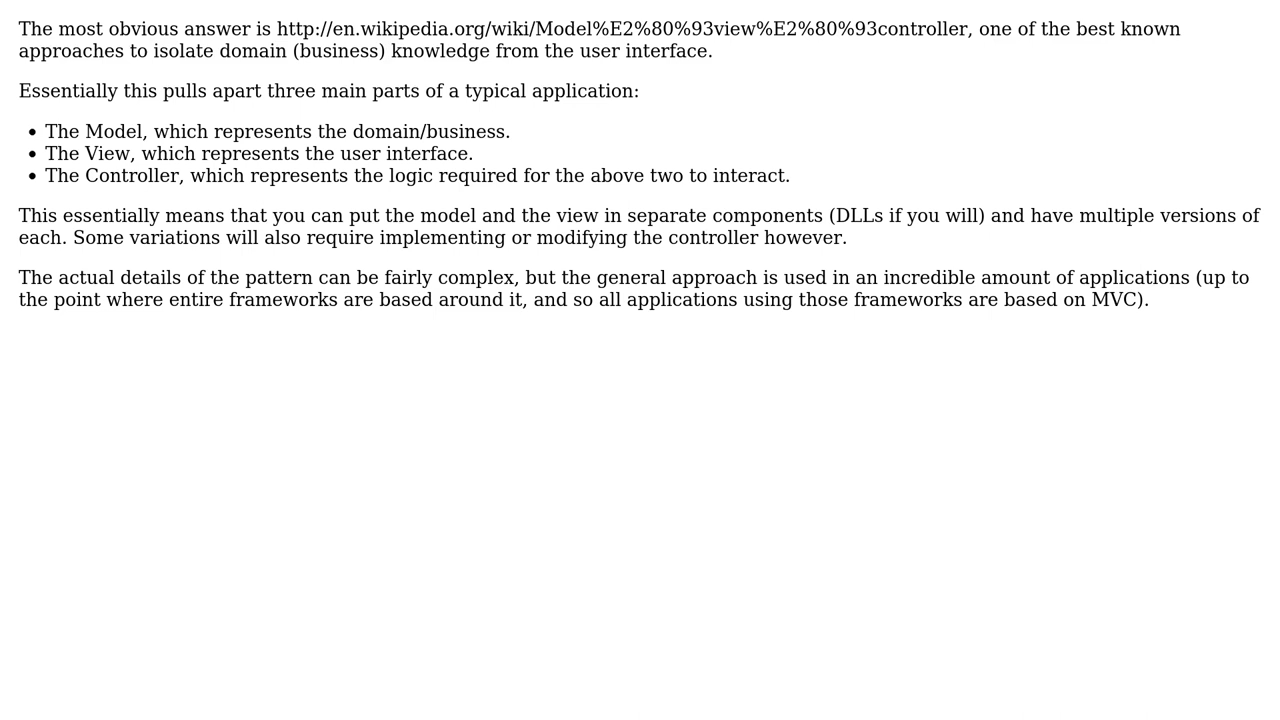 The most obvious answer is http://en.wikipedia.org/wiki/Model%E2%80%93view%E2%80%93controller, one of the best known
approaches to isolate domain (business) knowledge from the user interface.
Essentially this pulls apart three main parts of a typical application:
• The Model, which represents the domain/business.
• The View, which represents the user interface.
• The Controller, which represents the logic required for the above two to interact.
This essentially means that you can put the model and the view in separate components (DLLs if you will) and have multiple versions of
each. Some variations will also require implementing or modifying the controller however.
The actual details of the pattern can be fairly complex, but the general approach is used in an incredible amount of applications (up to
the point where entire frameworks are based around it, and so all applications using those frameworks are based on MVC).